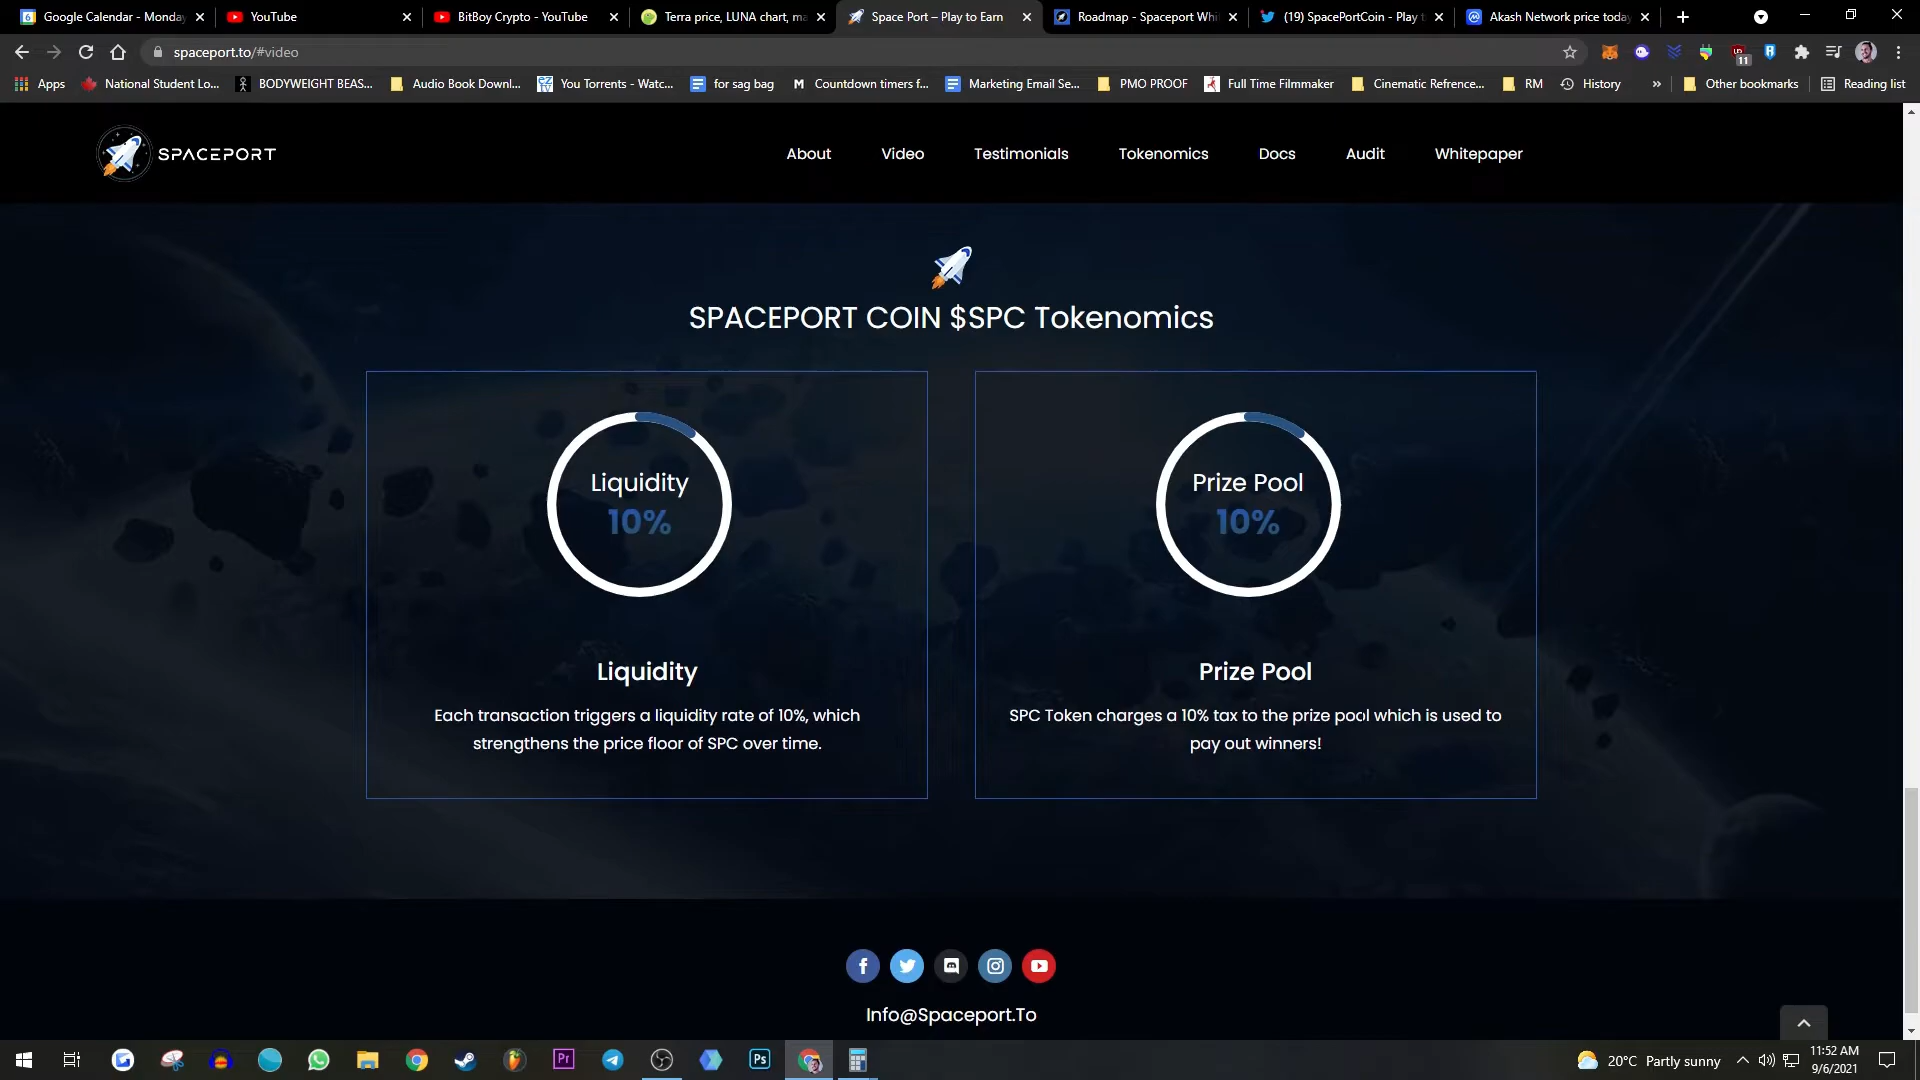 Google Calendar - Monday
YouTube
BitBoy Crypto - YouTube
Terra price, LUNA chart, ma
Space Port – Play to Earn
Roadmap - Spaceport Whi
(19) SpacePortCoin - Play t
Akash Network price today
spaceport.to/#video
11
Apps
National Student Lo...
BODYWEIGHT BEAS...
Audio Book Downl...
You Torrents - Watc...
for sag bag
Countdown timers f...
Marketing Email Se...
PMO PROOF
Full Time Filmmaker
Cinematic Refrence...
RM
History
Other bookmarks
Reading list
SPACEPORT
About
Video
Testimonials
Tokenomics
Docs
Audit
Whitepaper
SPACEPORT COIN $SPC Tokenomics
Liquidity
10%
Liquidity
Each transaction triggers a liquidity rate of 10%, which
strengthens the price floor of SPC over time.
Prize Pool
10%
Prize Pool
SPC Token charges a 10% tax to the prize pool which is used to
pay out winners!
Info@Spaceport.To
Pr
Ps
20°C Partly sunny
11:52 AM
9/6/2021